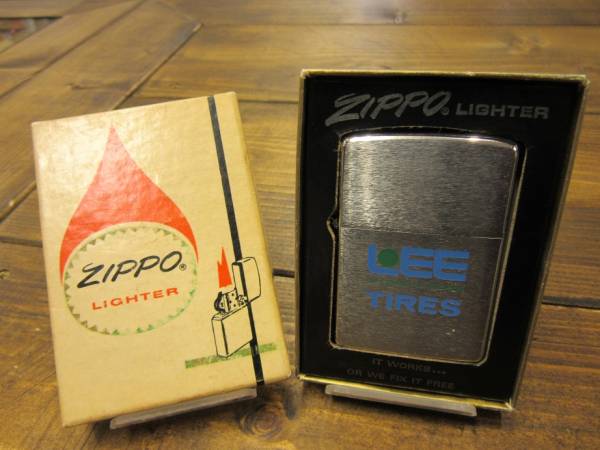 ZIPPO®
LIGHTER
ZIPPO® LIGHTER
LEE
TIRES
IT WORKS...
OR WE FIX IT FREE